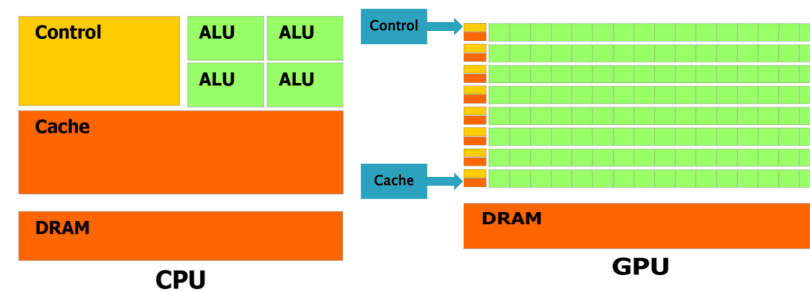 Control
ALU
ALU
ALU
ALU
Cache
DRAM
CPU
Control
Cache
DRAM
GPU